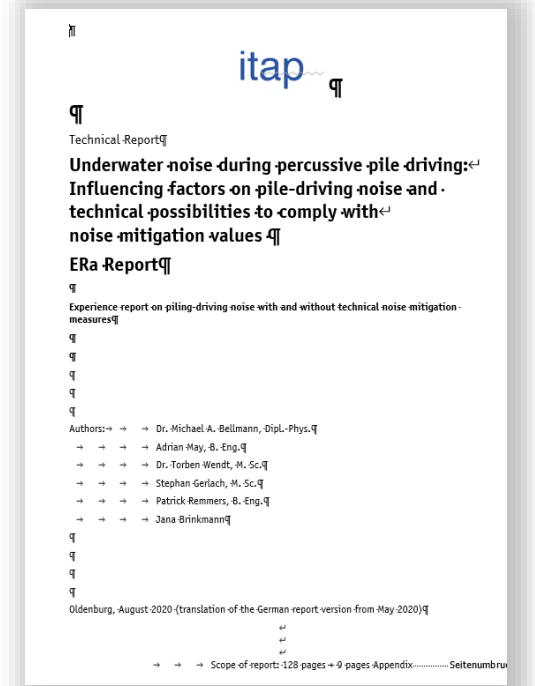 itap
Technical Report
Underwater noise during percussive pile driving:
Influencing factors on pile-driving noise and
technical possibilities to comply with
noise mitigation values
ERa Report
Experience report on piling-driving noise with and without technical noise mitigation
measures
Authors: Dr. Michael A. Bellmann, Dipl.-Phys.
Adrian May, B. Eng.
Dr. Torben Wendt, M. Sc.
Stephan Gerlach, M. Sc.
Patrick Remmers, B. Eng.
Jana Brinkmann
Oldenburg, August 2020 (translation of the German report version from May 2020)
Scope of report: 128 pages + 9 pages Appendix Seitenumbru